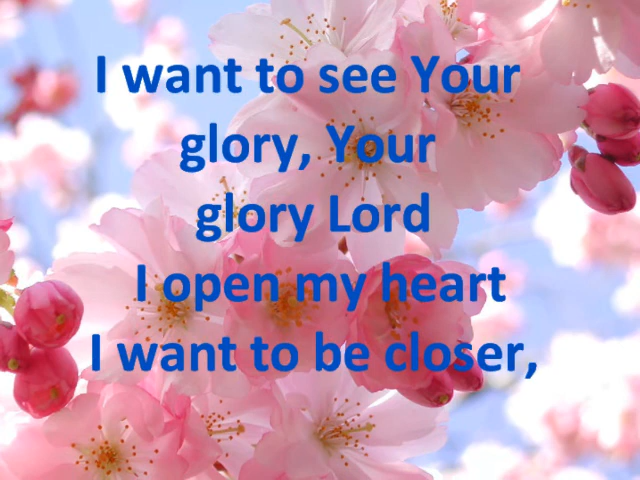 I want to see Your
glory, Your
glory Lord
I open my heart
I want to be closer,